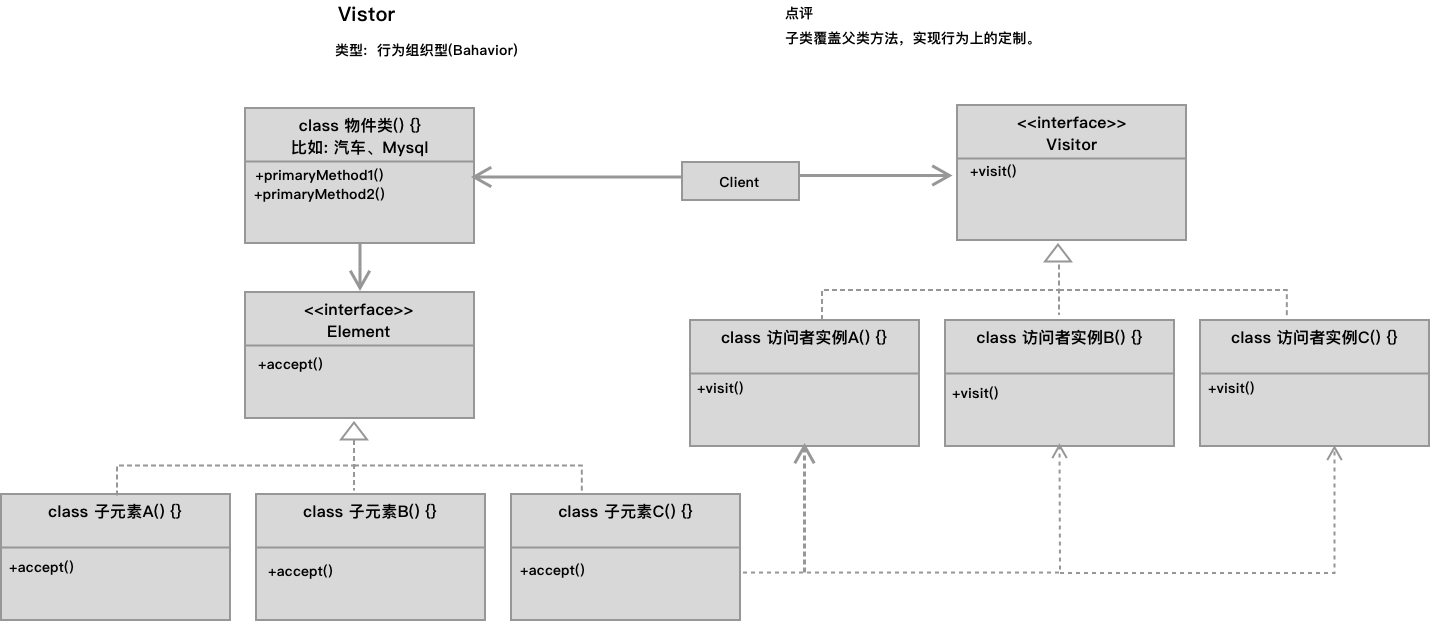 Vistor
类型：行为组织型(Bahavior)
点评
子类覆盖父类方法，实现行为上的定制。
class 物件类() {}
比如: 汽车、Mysql
+primaryMethod1()
+primaryMethod2()
Client
<<interface>>
Visitor
+visit()
<<interface>>
Element
+accept()
class 访问者实例A() {}
+visit()
class 访问者实例B() {}
+visit()
class 访问者实例C() {}
+visit()
class 子元素A() {}
+accept()
class 子元素B() {}
+accept()
class 子元素C() {}
+accept()